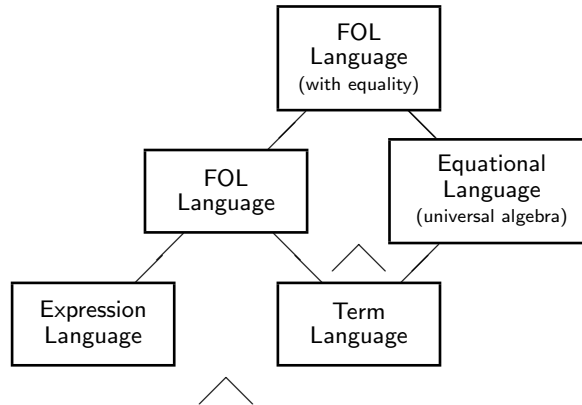 FOL
Language
(with equality)
FOL
Language
Equational
Language
(universal algebra)
Expression
Language
Term
Language